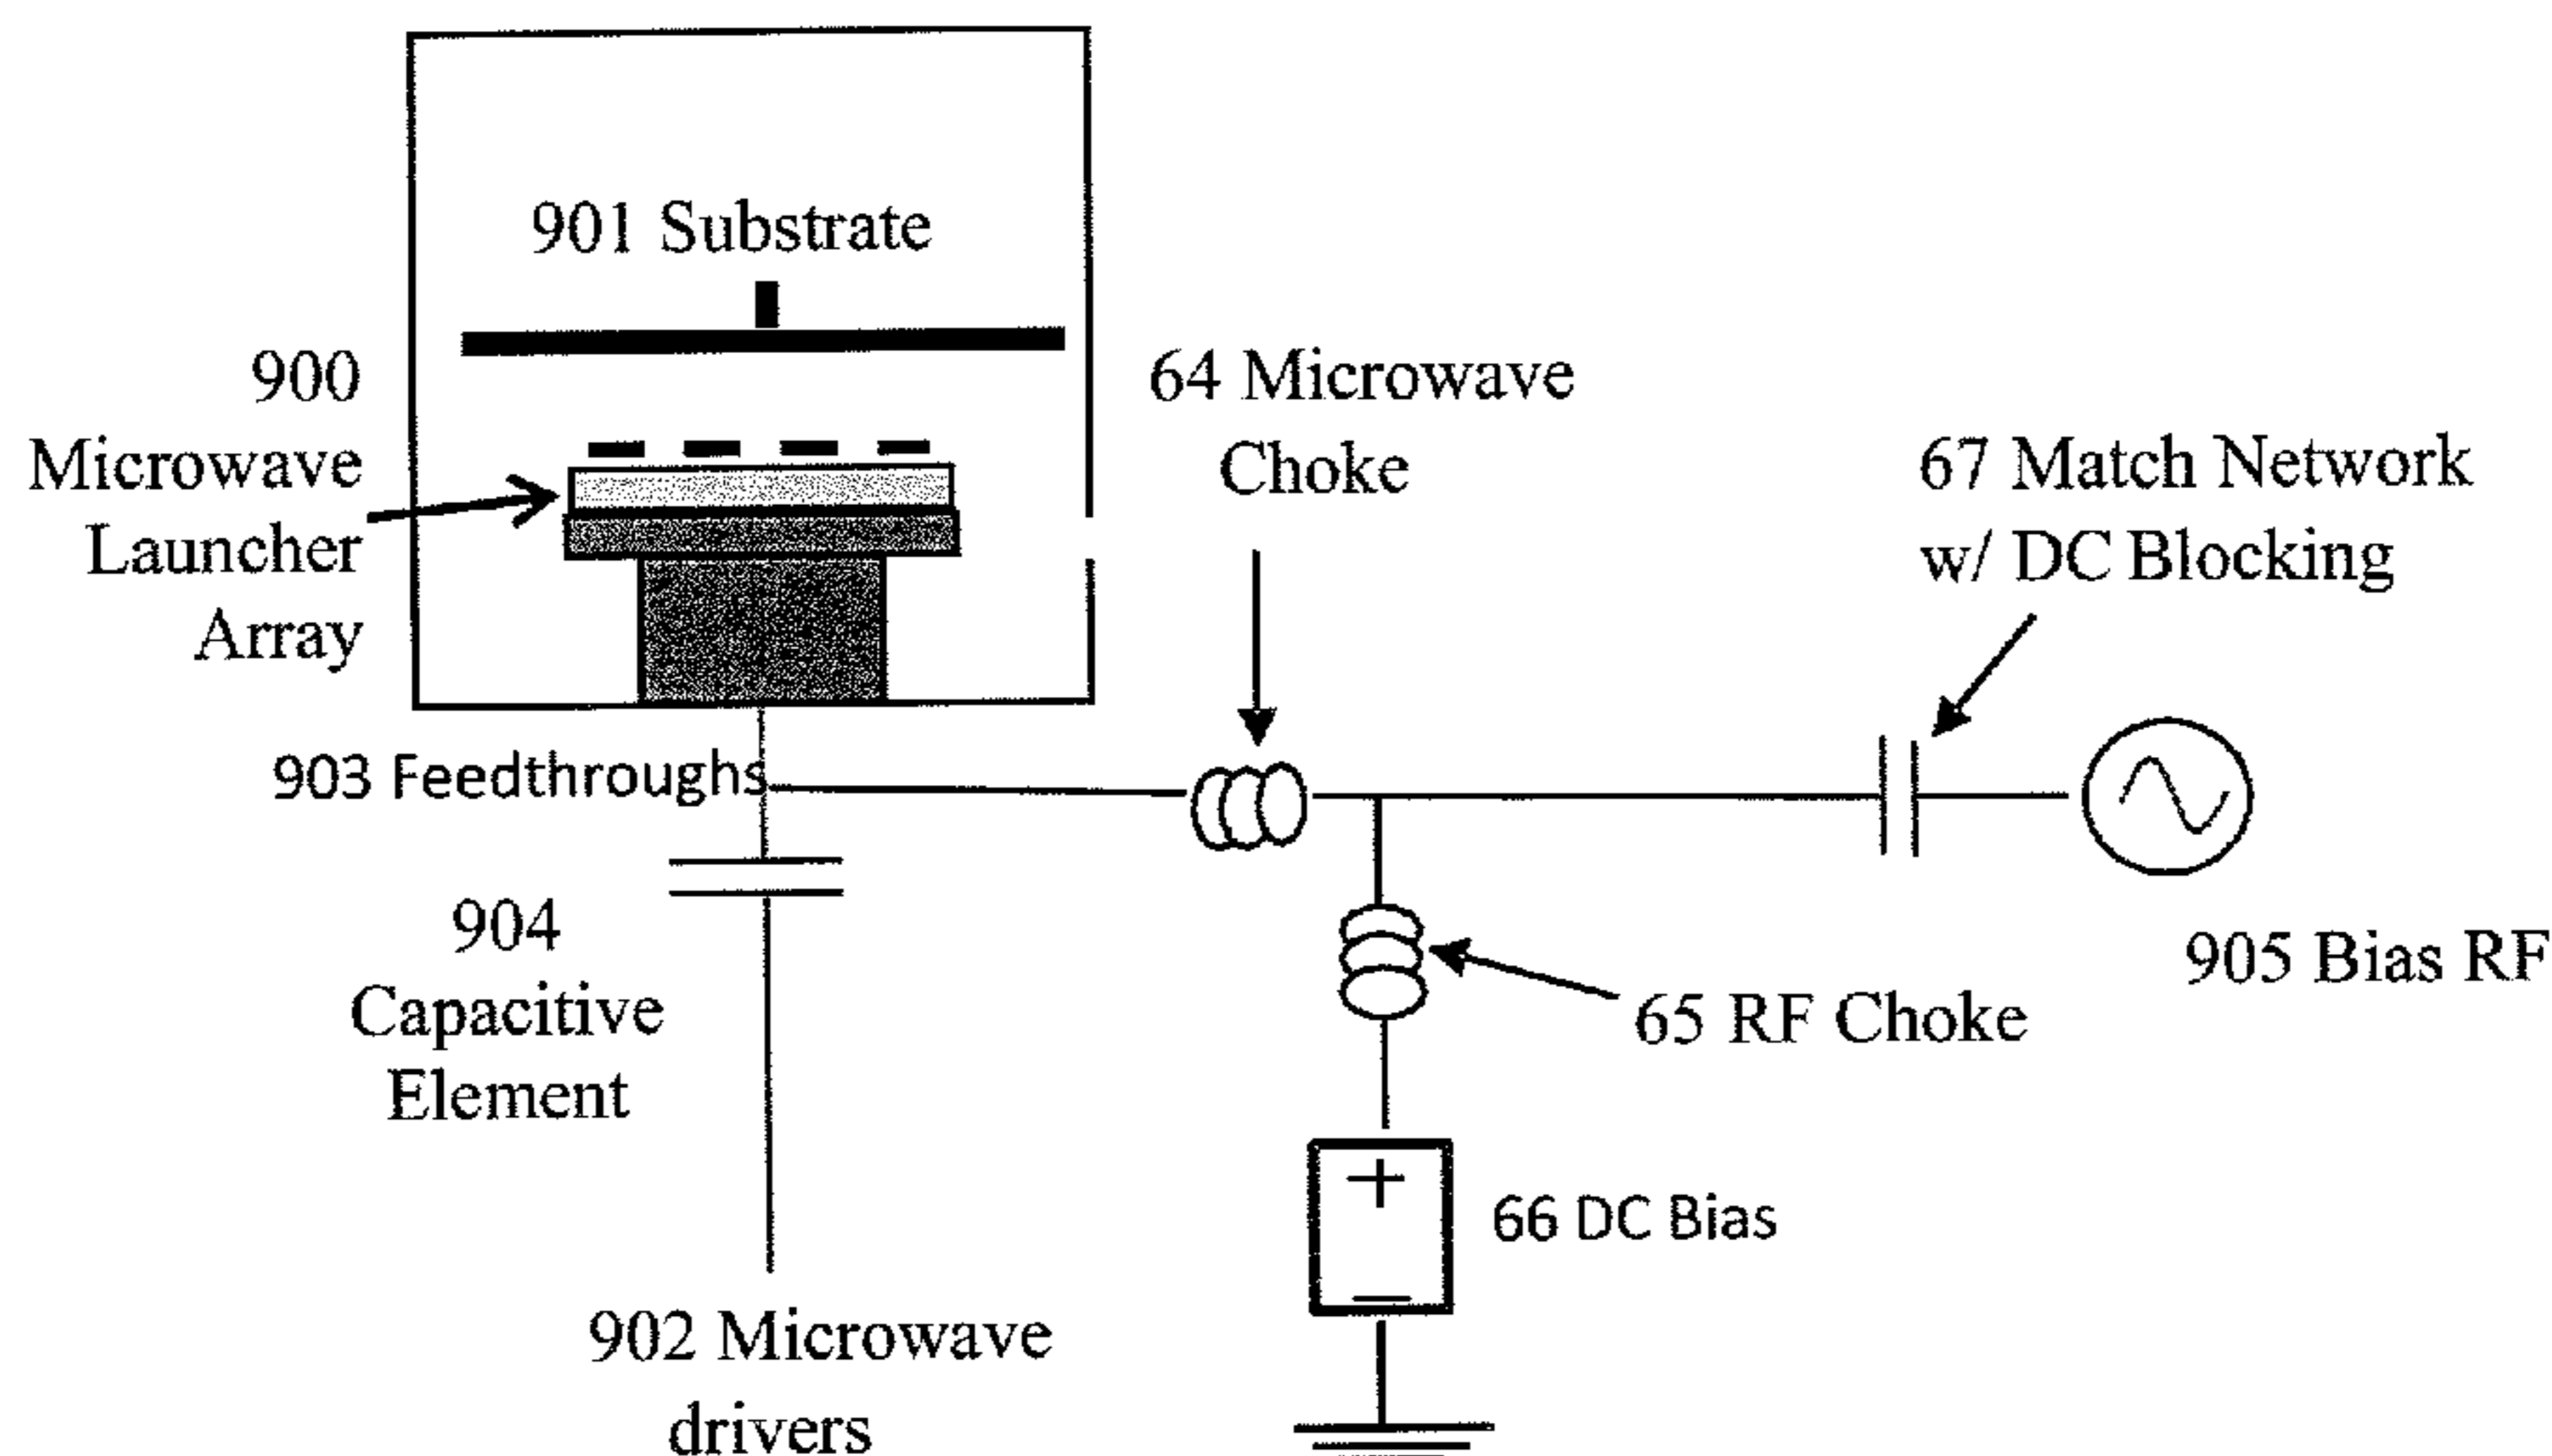 901 Substrate
900
Microwave
Launcher
Array
64 Microwave
Choke
67 Match Network
w/ DC Blocking
903 Feedthroughs
904
Capacitive
Element
905 Bias RF
65 RF Choke
+
66 DC Bias
−
902 Microwave
drivers